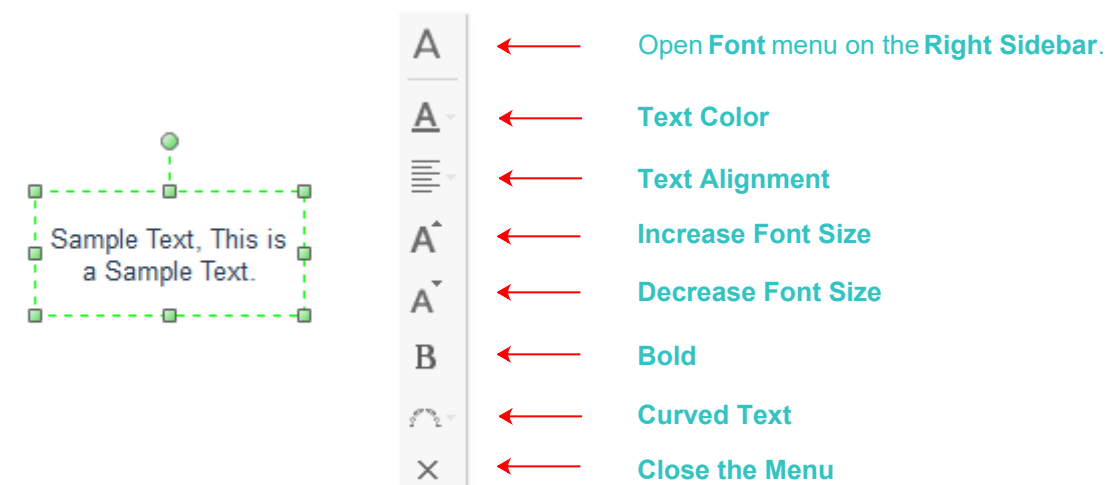 Open Font menu on the Right Sidebar.
Text Color
Text Alignment
Sample Text, This is
a Sample Text.
Increase Font Size
Decrease Font Size
Bold
Curved Text
Close the Menu